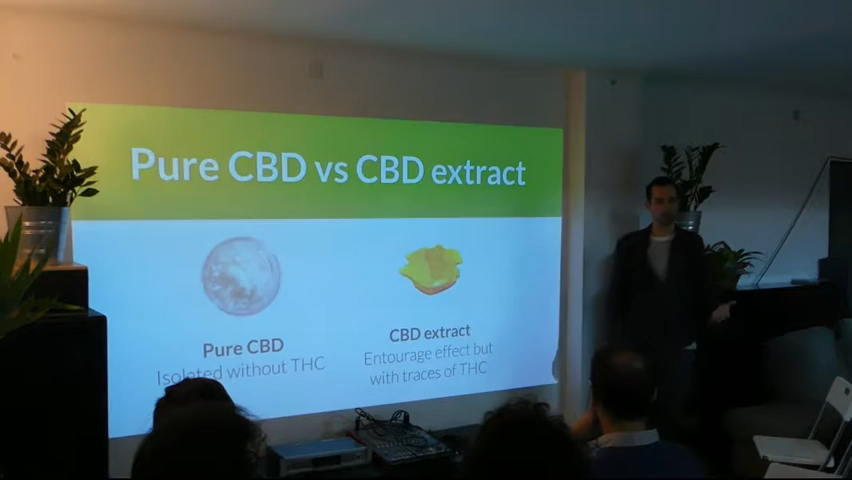 Pure CBD vs CBD extract
Pure CBD
Isolated without THC
CBD extract
Entourage effect but
with traces of THC